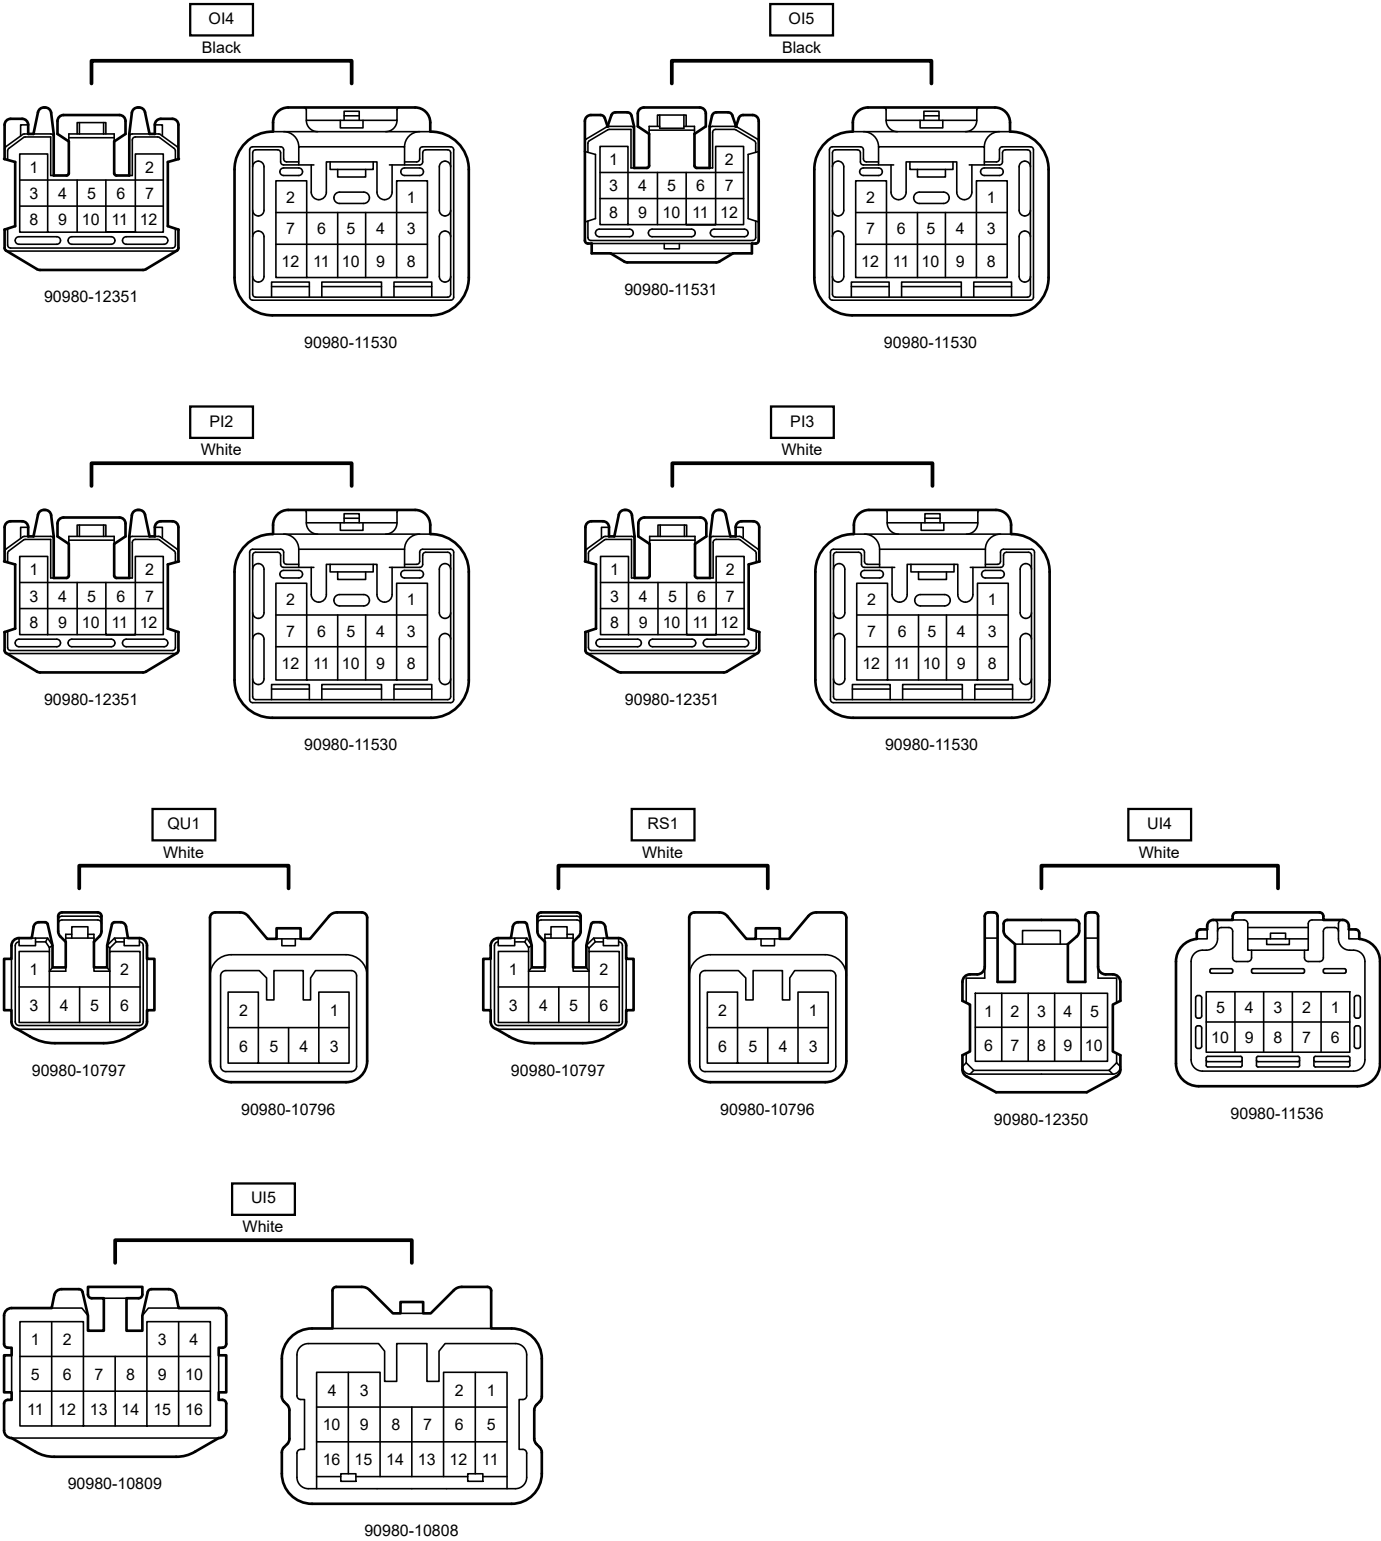 OI4
Black
1 2
3 4 5 6 7
8 9 10 11 12
90980-12351
2 1
7 6 5 4 3
12 11 10 9 8
90980-11530
OI5
Black
1 2
3 4 5 6 7
8 9 10 11 12
90980-11531
2 1
7 6 5 4 3
12 11 10 9 8
90980-11530
PI2
White
1 2
3 4 5 6 7
8 9 10 11 12
90980-12351
2 1
7 6 5 4 3
12 11 10 9 8
90980-11530
PI3
White
1 2
3 4 5 6 7
8 9 10 11 12
90980-12351
2 1
7 6 5 4 3
12 11 10 9 8
90980-11530
QU1
White
1 2
3 4 5 6
90980-10797
2 1
6 5 4 3
90980-10796
RS1
White
1 2
3 4 5 6
90980-10797
2 1
6 5 4 3
90980-10796
UI4
White
1 2 3 4 5
6 7 8 9 10
90980-12350
5 4 3 2 1
10 9 8 7 6
90980-11536
UI5
White
1 2 3 4
5 6 7 8 9 10
11 12 13 14 15 16
90980-10809
4 3 2 1
10 9 8 7 6 5
16 15 14 13 12 11
90980-10808